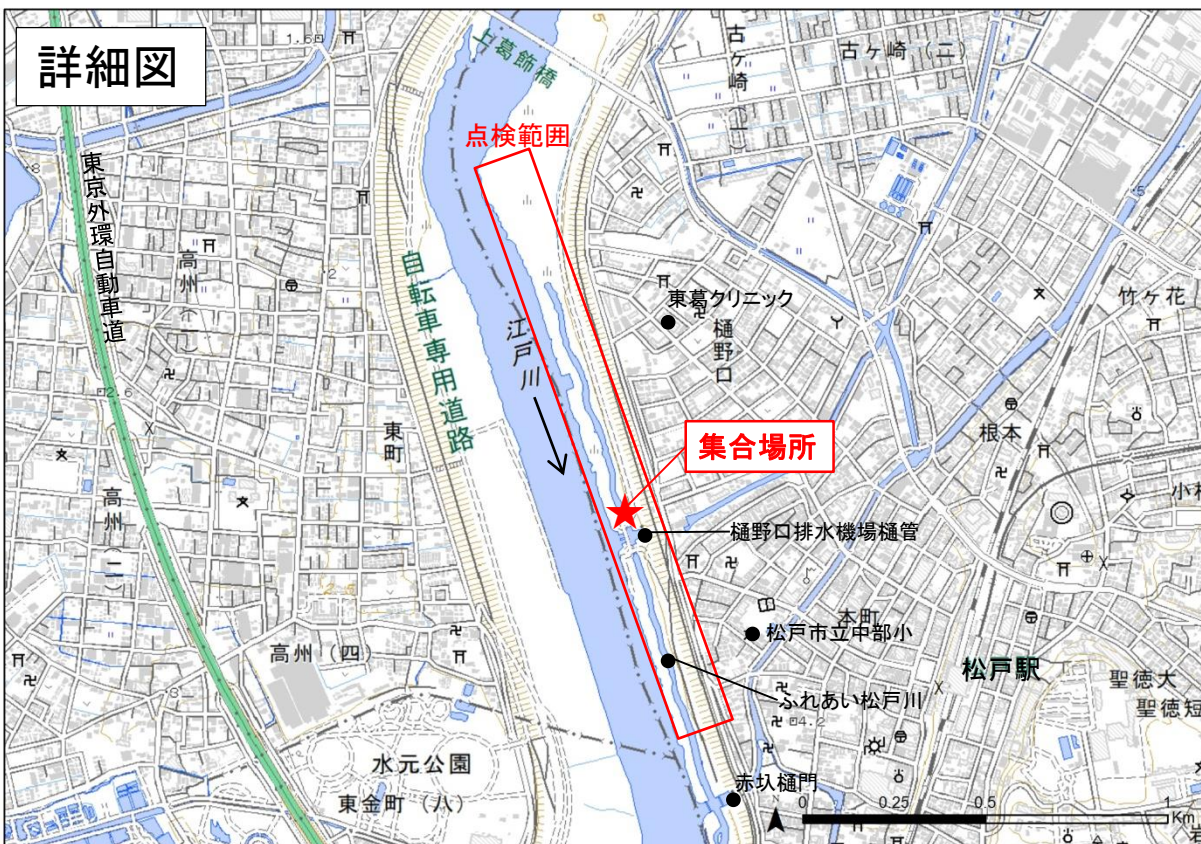 詳細図
上葛飾橋
古ヶ崎(一)
古ヶ崎(二)
点検範囲
東京外環自動車道
高州(一)
自転車専用道路
江戸川
東葛クリニック
樋野口
竹ヶ花
根本
東町
集合場所
樋野口排水機場樋管
高州(二)
本町
松戸市立中部小
松戸駅
高州(四)
ふれあい松戸川
聖徳大
聖徳短
水元公園
東金町(八)
赤圦樋門
4.2
2.6
0 0.25 0.5 1
Km